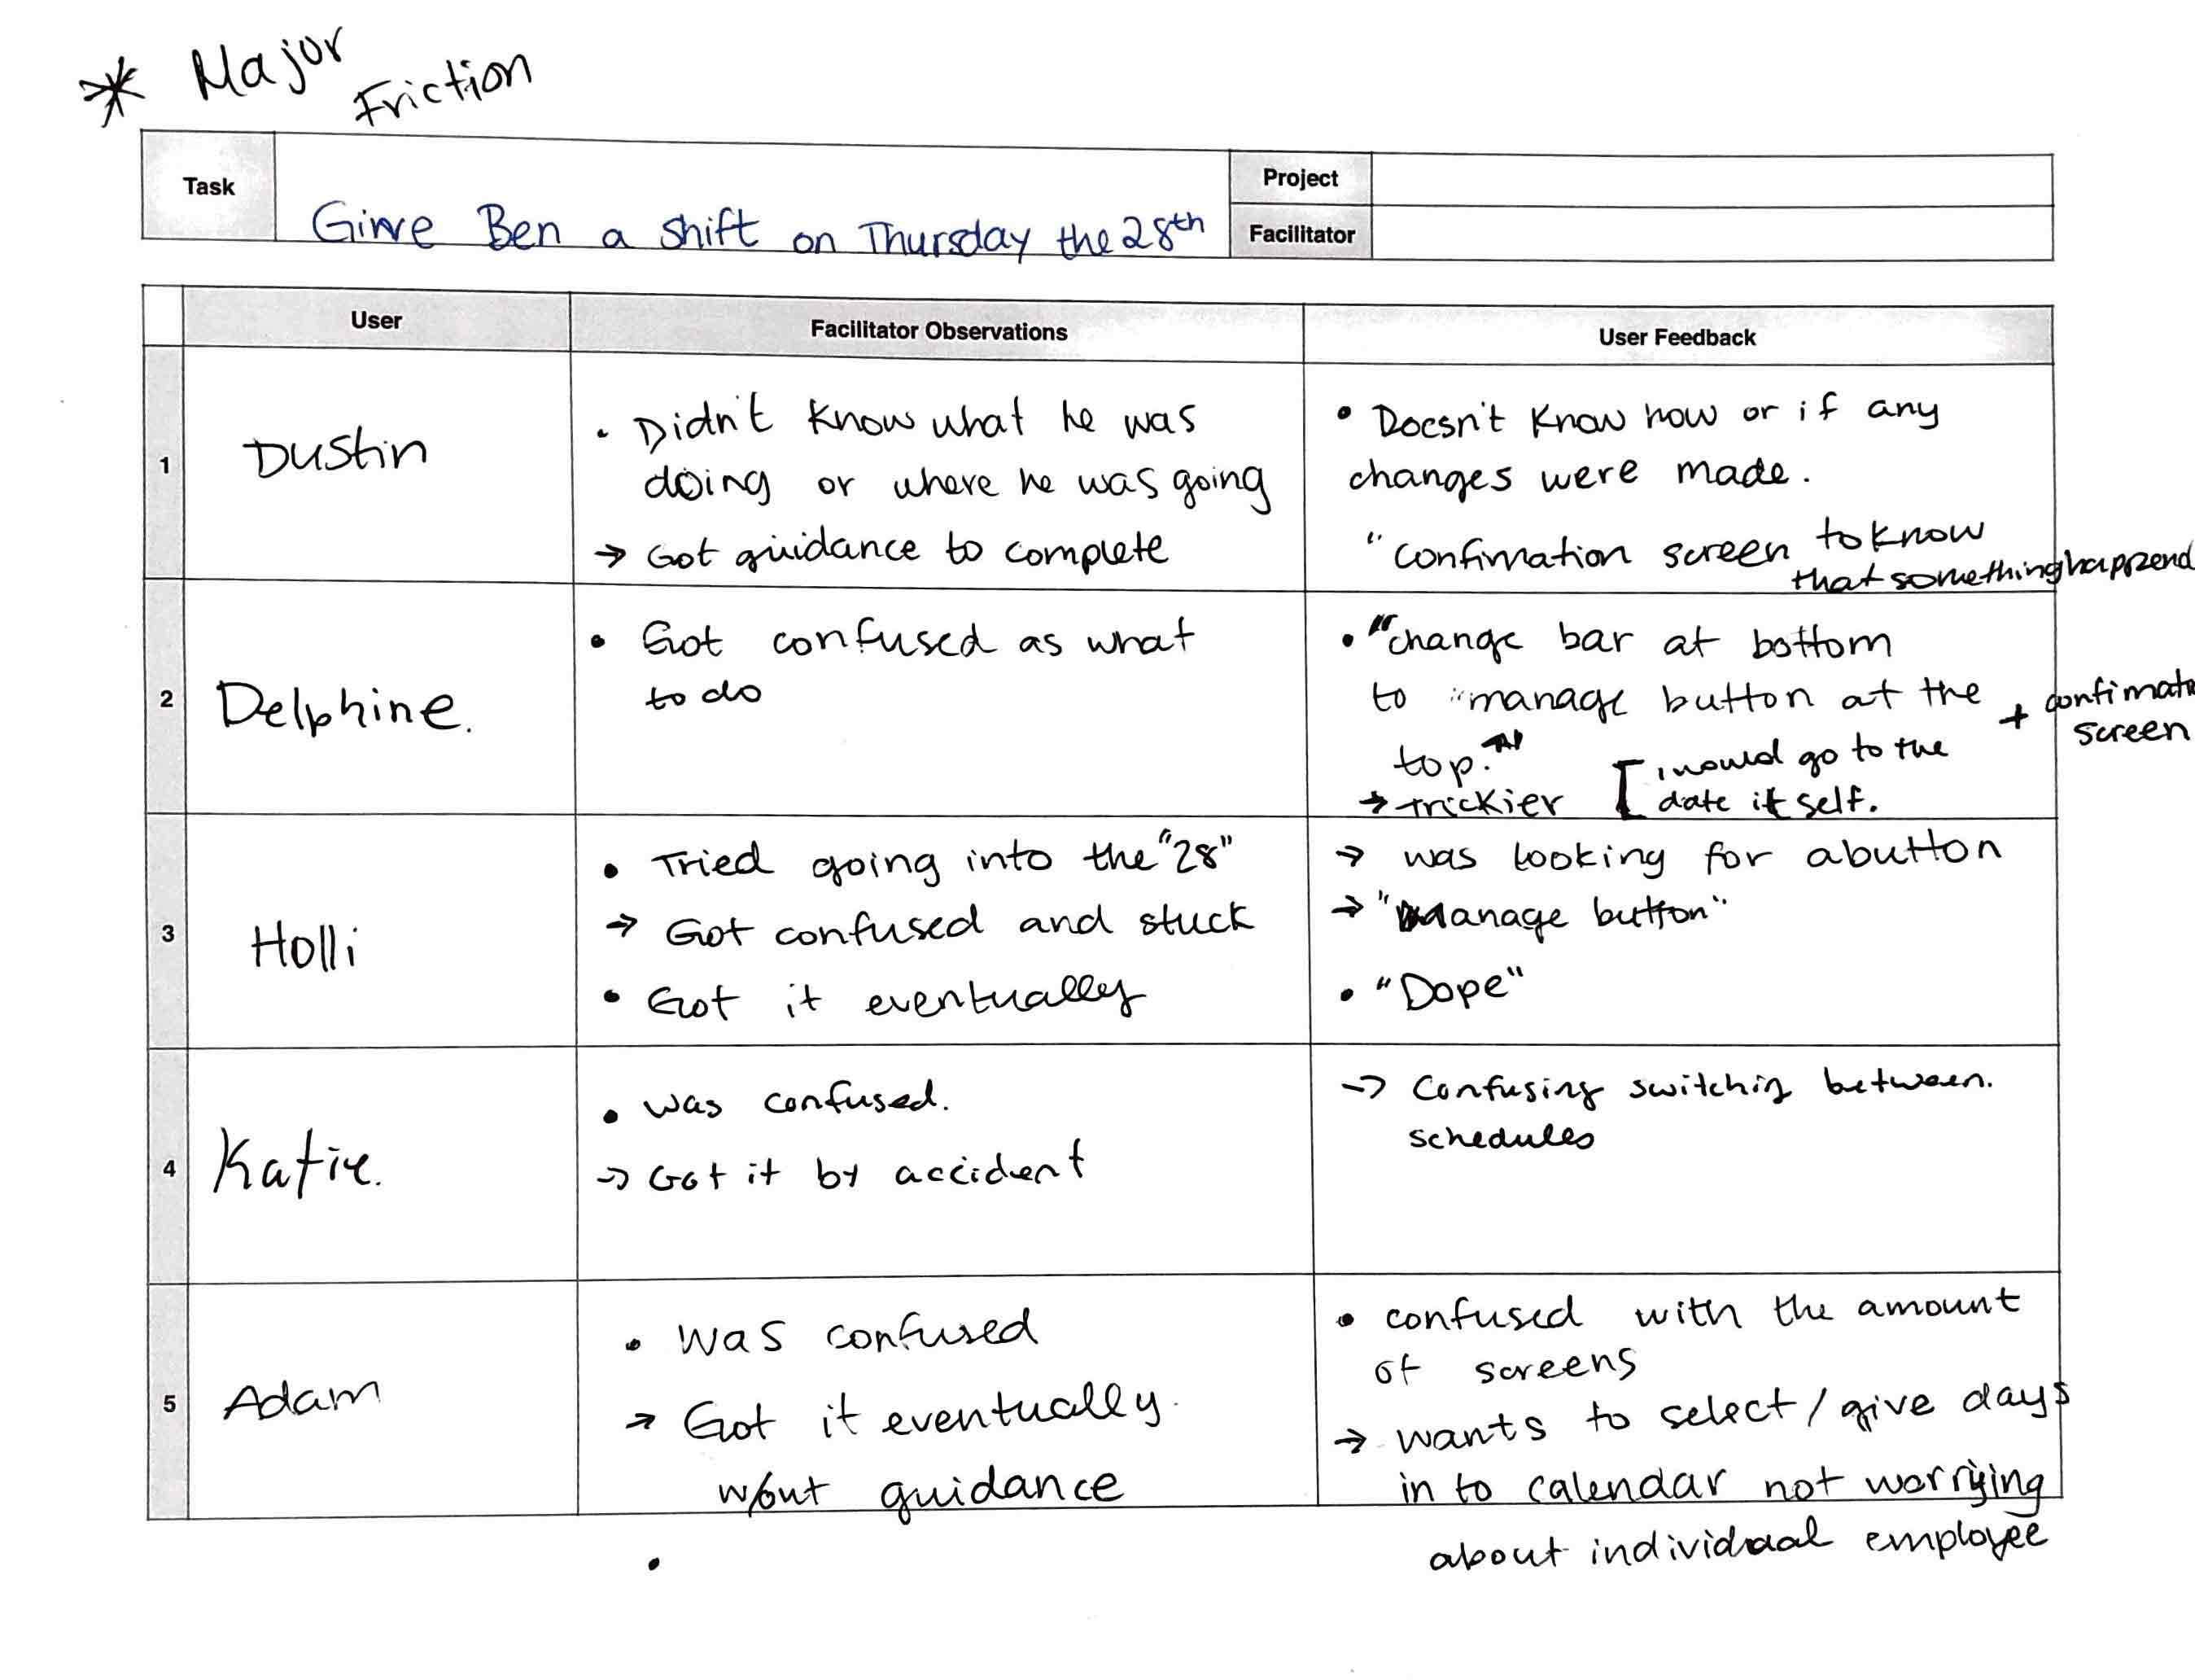 * Major
Friction
Task
Give Ben a shift on Thursday the 28th
Project
Facilitator
User
Facilitator Observations
User Feedback
1
Dustin
• Didn't know what he was
doing or where he was going
→ Got guidance to complete
• Doesn't know how or if any
changes were made.
" confirmation screen to know
that something happend
2
Delphine.
• Got confused as what
to do
• "change bar at bottom
to "manage button at the
top."
+ confimate
screen
→ trickier
[ I would go to the
date itself.
3
Holli
• Tried going into the "28"
→ Got confused and stuck
• Got it eventually
→ was looking for a button
→ "Manage button"
• "Dope"
4
Katie.
• was confused.
→ Got it by accident
→ Confusing switching between.
schedules
5
Adam
• was confused
→ Got it eventually.
w/out guidance
•
• confused with the amount
of screens
→ wants to select / give days
in to calendar not worrying
about individual employee